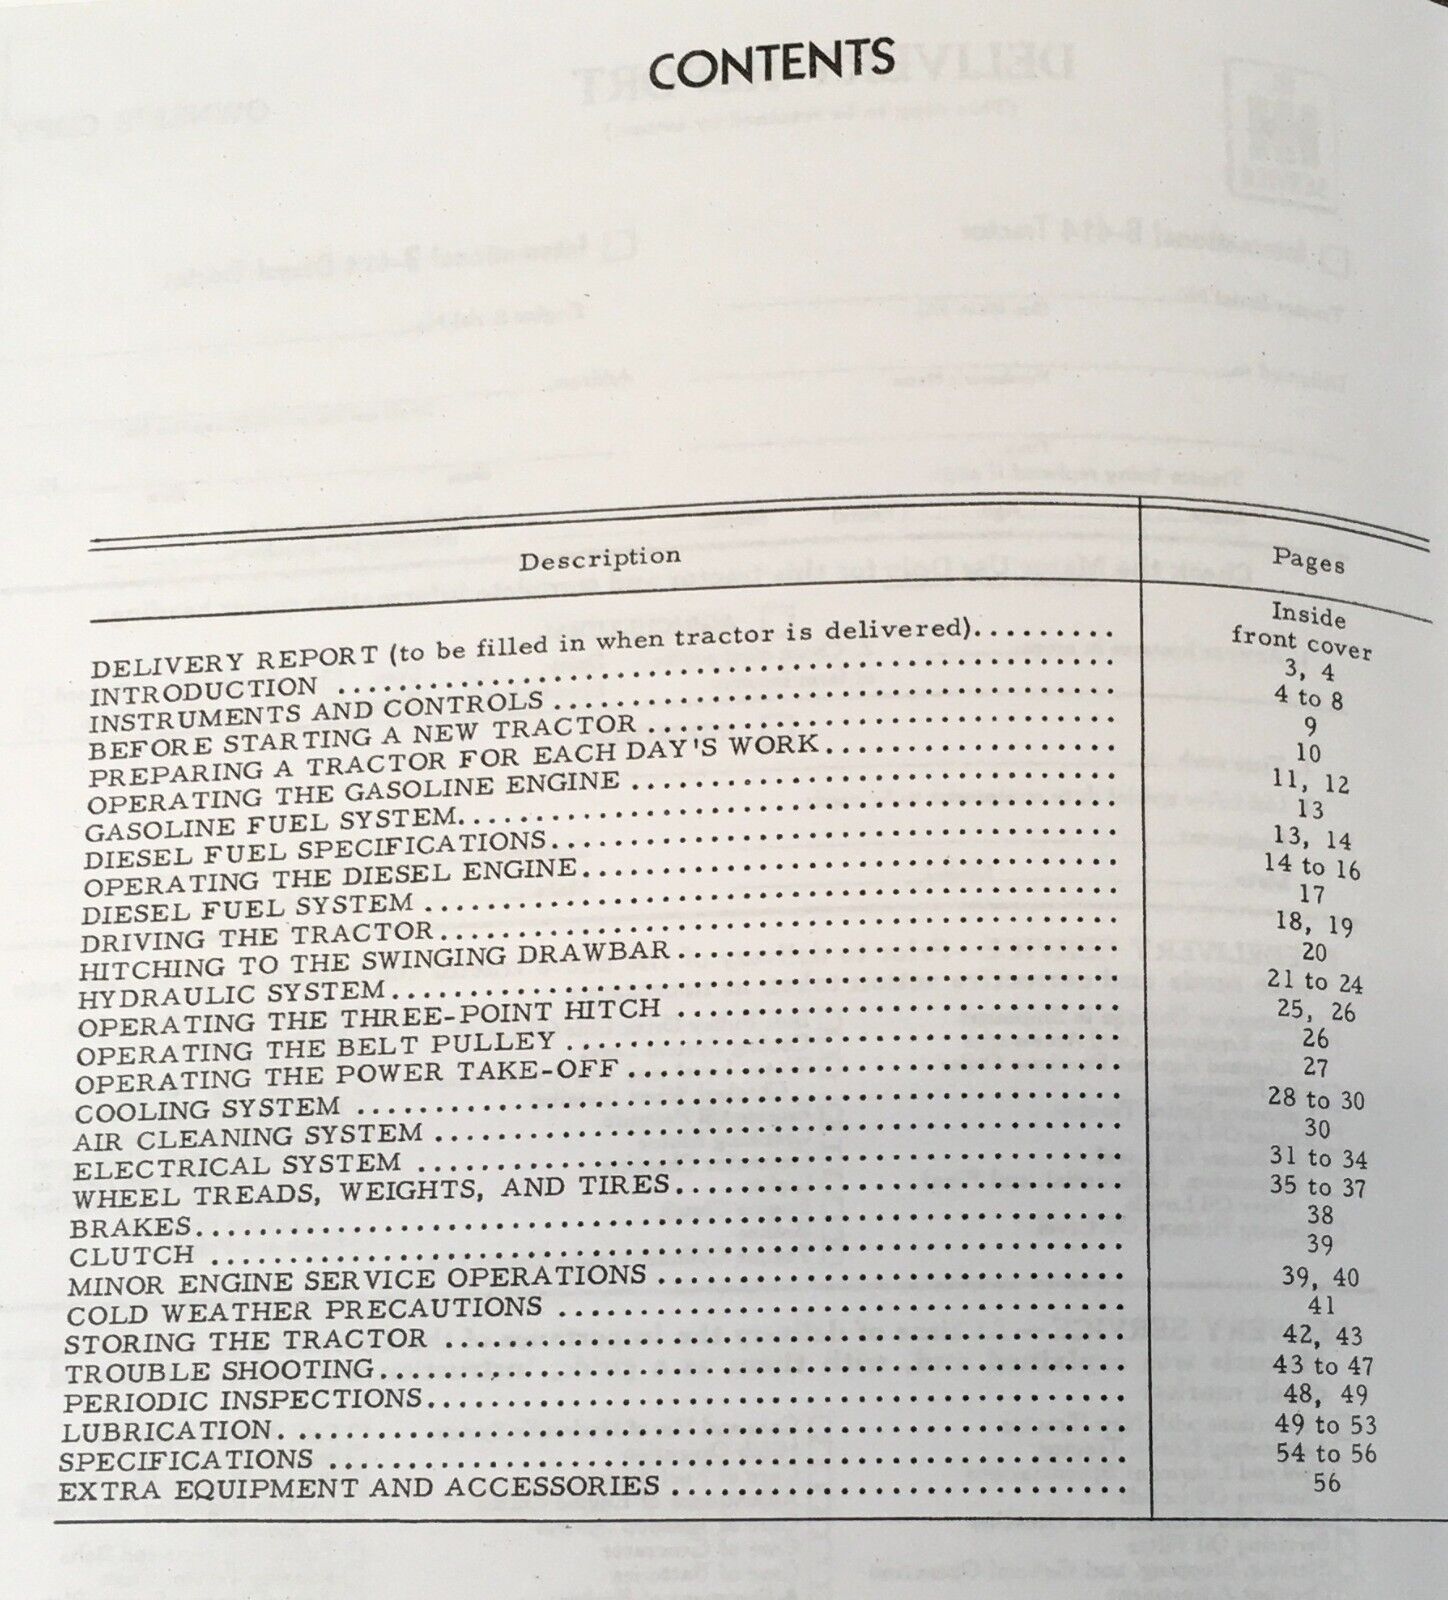 CONTENTS
Description Pages
DELIVERY REPORT (to be filled in when tractor is delivered)......... Inside front cover
INTRODUCTION ........................................ 3, 4
INSTRUMENTS AND CONTROLS ............................. 4 to 8
BEFORE STARTING A NEW TRACTOR ........................ 9
PREPARING A TRACTOR FOR EACH DAY'S WORK................... 10
OPERATING THE GASOLINE ENGINE ......................... 11, 12
GASOLINE FUEL SYSTEM.................................. 13
DIESEL FUEL SPECIFICATIONS.............................. 13, 14
OPERATING THE DIESEL ENGINE............................ 14 to 16
DIESEL FUEL SYSTEM .................................... 17
DRIVING THE TRACTOR................................... 18, 19
HITCHING TO THE SWINGING DRAWBAR....................... 20
HYDRAULIC SYSTEM...................................... 21 to 24
OPERATING THE THREE-POINT HITCH ....................... 25, 26
OPERATING THE BELT PULLEY ............................. 26
OPERATING THE POWER TAKE-OFF .......................... 27
COOLING SYSTEM ........................................ 28 to 30
AIR CLEANING SYSTEM ................................... 30
ELECTRICAL SYSTEM .................................... 31 to 34
WHEEL TREADS, WEIGHTS, AND TIRES....................... 35 to 37
BRAKES................................................ 38
CLUTCH ............................................... 39
MINOR ENGINE SERVICE OPERATIONS ........................ 39, 40
COLD WEATHER PRECAUTIONS ............................. 41
STORING THE TRACTOR ................................... 42, 43
TROUBLE SHOOTING....................................... 43 to 47
PERIODIC INSPECTIONS.................................... 48, 49
LUBRICATION............................................ 49 to 53
SPECIFICATIONS ......................................... 54 to 56
EXTRA EQUIPMENT AND ACCESSORIES ........................ 56